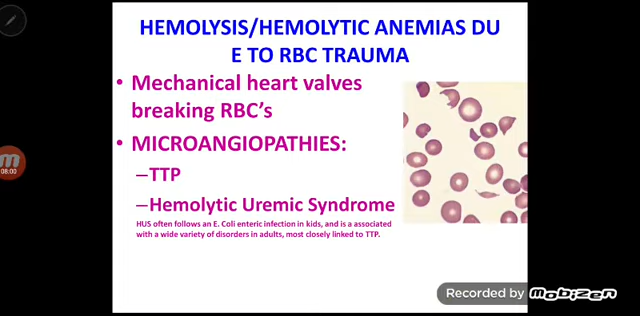 HEMOLYSIS/HEMOLYTIC ANEMIAS DU
E TO RBC TRAUMA
• Mechanical heart valves
breaking RBC's
• MICROANGIOPATHIES:
–TTP
–Hemolytic Uremic Syndrome
HUS often follows an E. Coli enteric infection in kids, and is a associated
with a wide variety of disorders in adults, most closely linked to TTP.
08:00
Recorded by MOBIZEN